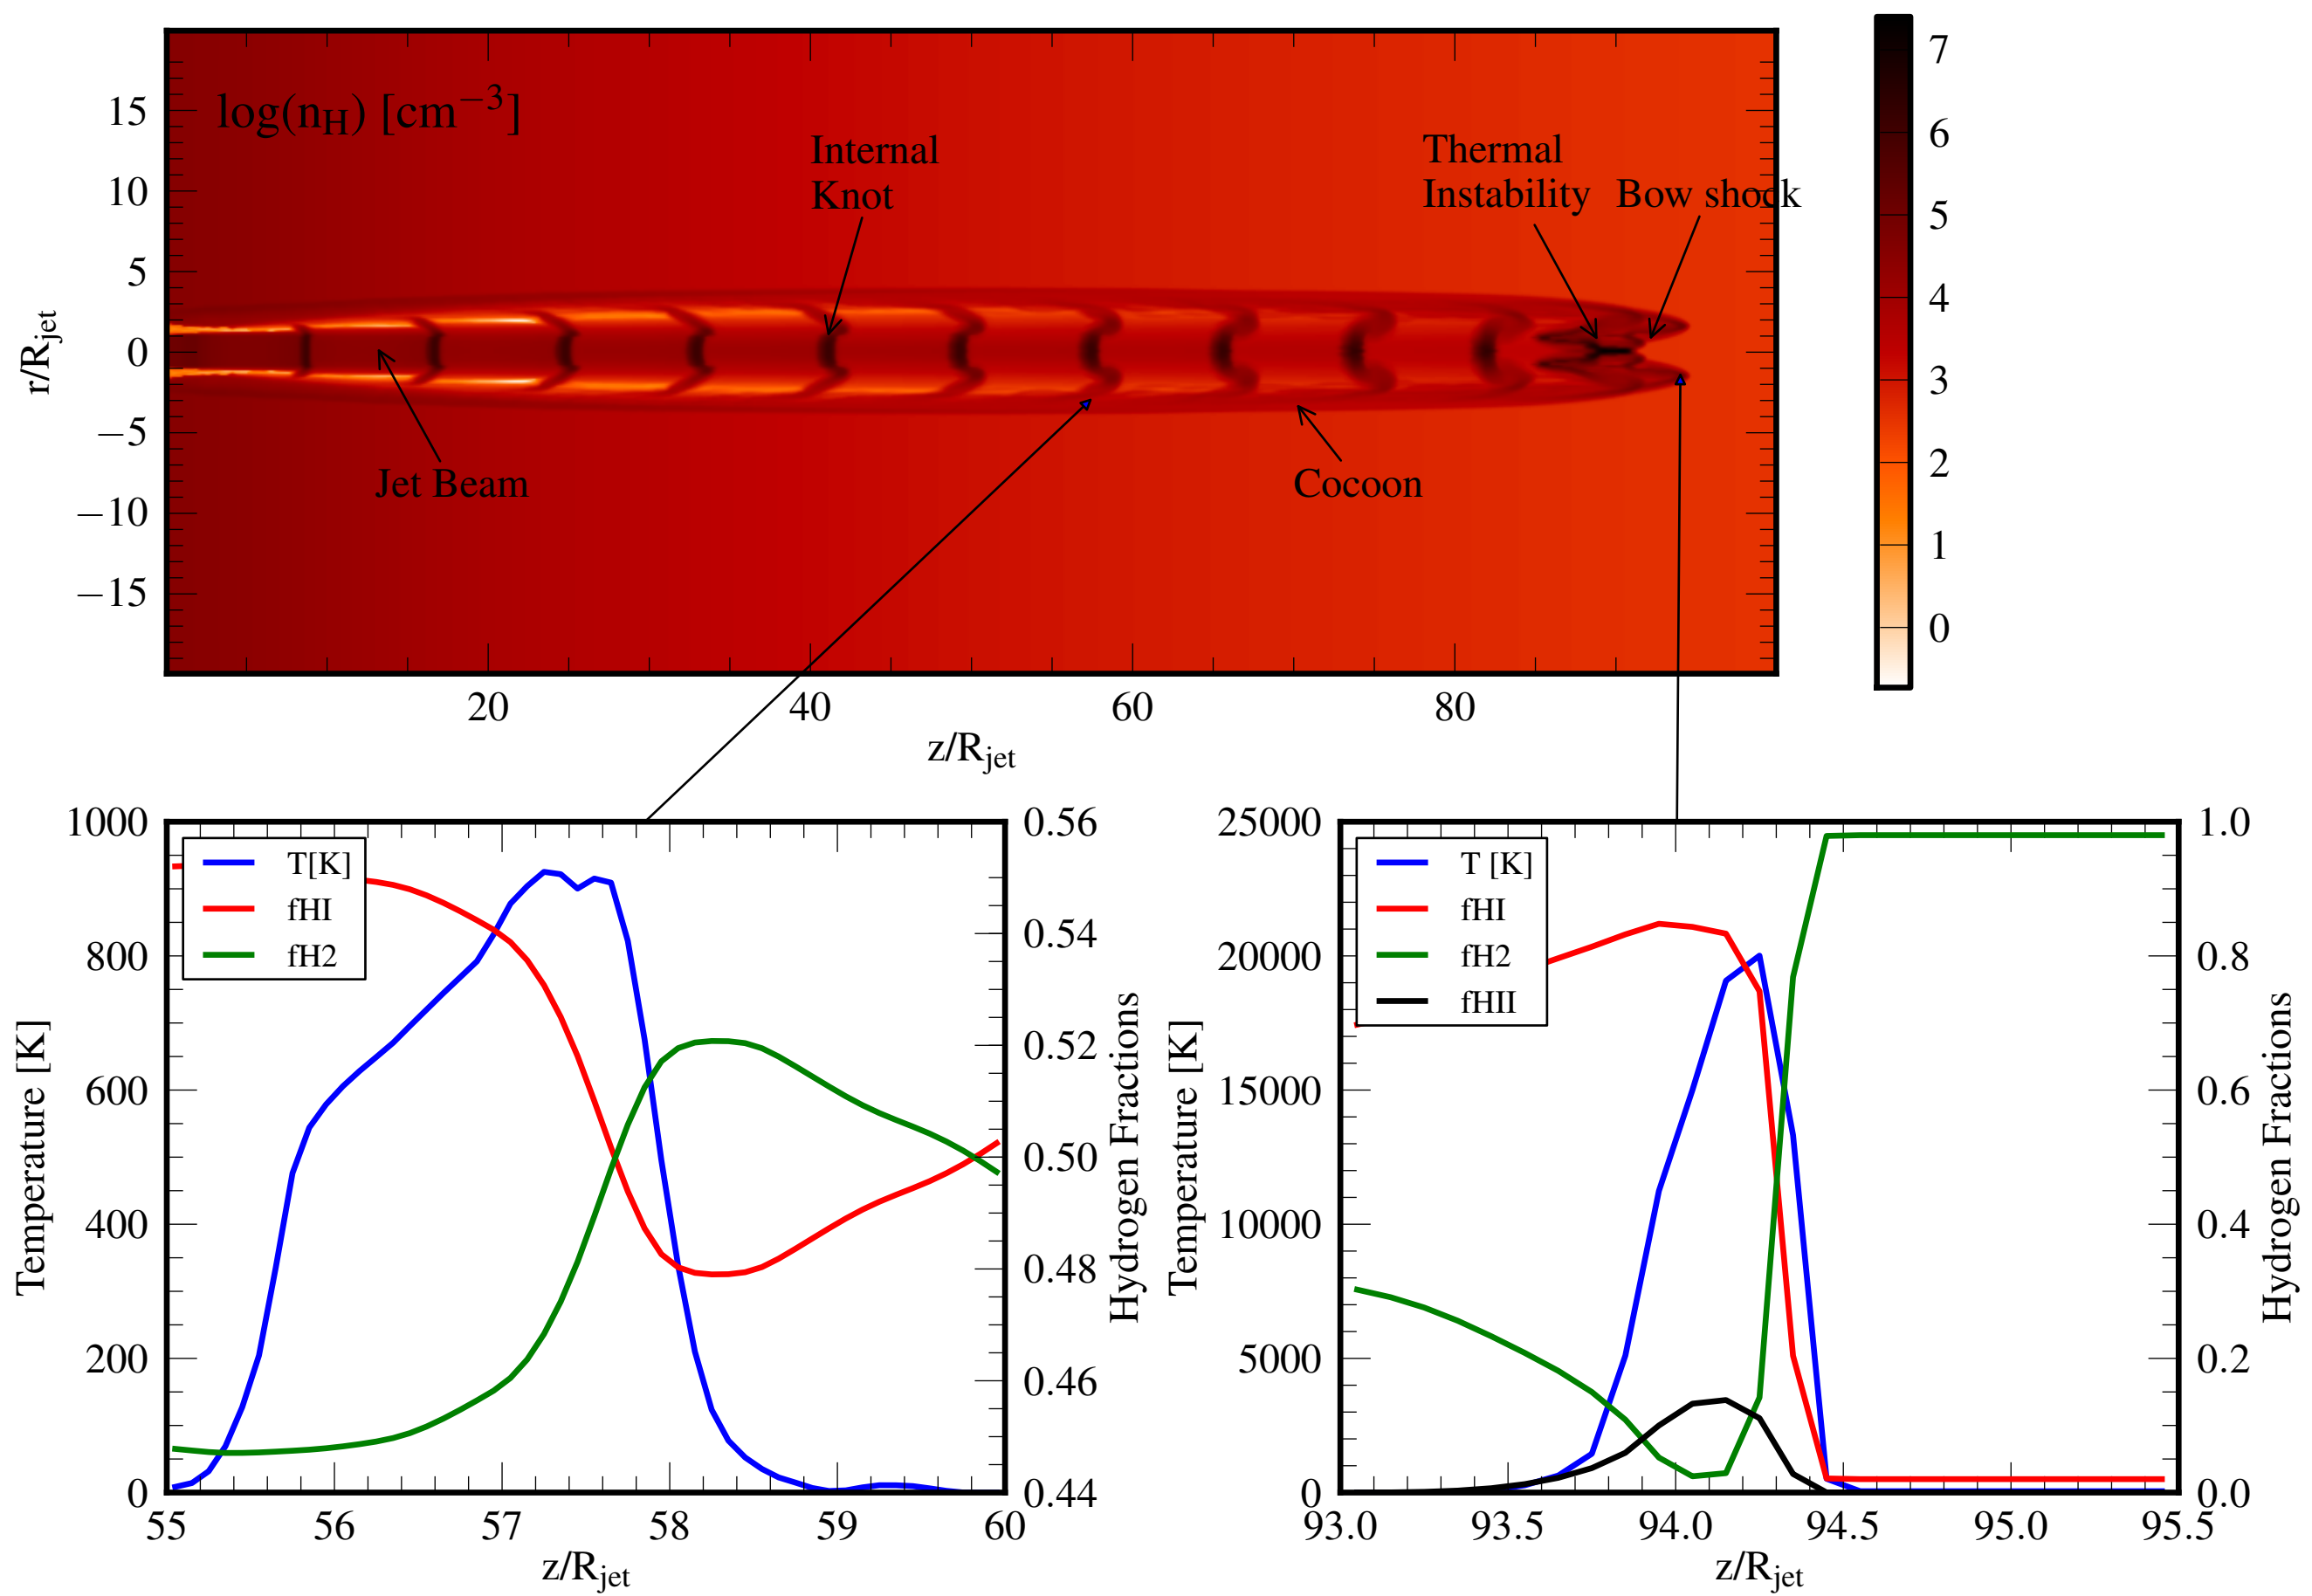 log(n_H) [cm^−3]
Internal
Knot
Thermal
Instability
Bow shock
Jet Beam
Cocoon
15
10
5
0
−5
−10
−15
r/R_jet
20 40 60 80
z/R_jet
7
6
5
4
3
2
1
0
1000
800
600
400
200
0
Temperature [K]
T[K]
fHI
fH2
0.56
0.54
0.52
0.50
0.48
0.46
0.44
Hydrogen Fractions
55 56 57 58 59 60
z/R_jet
25000
20000
15000
10000
5000
0
Temperature [K]
T [K]
fHI
fH2
fHII
1.0
0.8
0.6
0.4
0.2
0.0
Hydrogen Fractions
93.0 93.5 94.0 94.5 95.0 95.5
z/R_jet